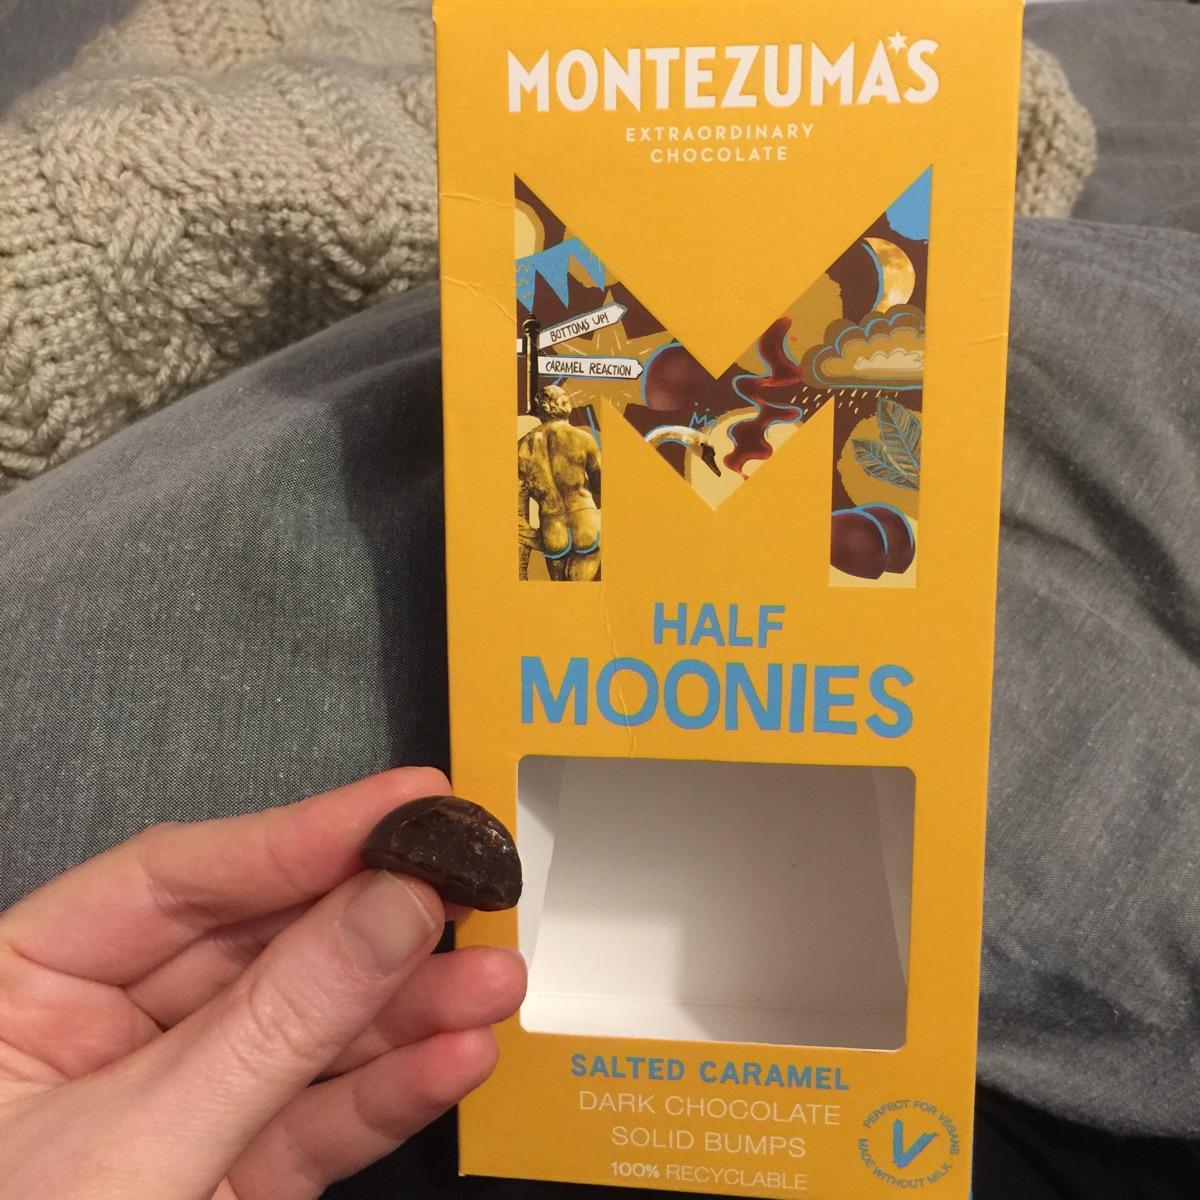 MONTEZUMA'S
EXTRAORDINARY
CHOCOLATE
BOTTOMS UP!
CARAMEL REACTION
HALF
MOONIES
SALTED CARAMEL
DARK CHOCOLATE
SOLID BUMPS
100% RECYCLABLE
PERFECT FOR VEGANS
V
MADE WITHOUT MILK